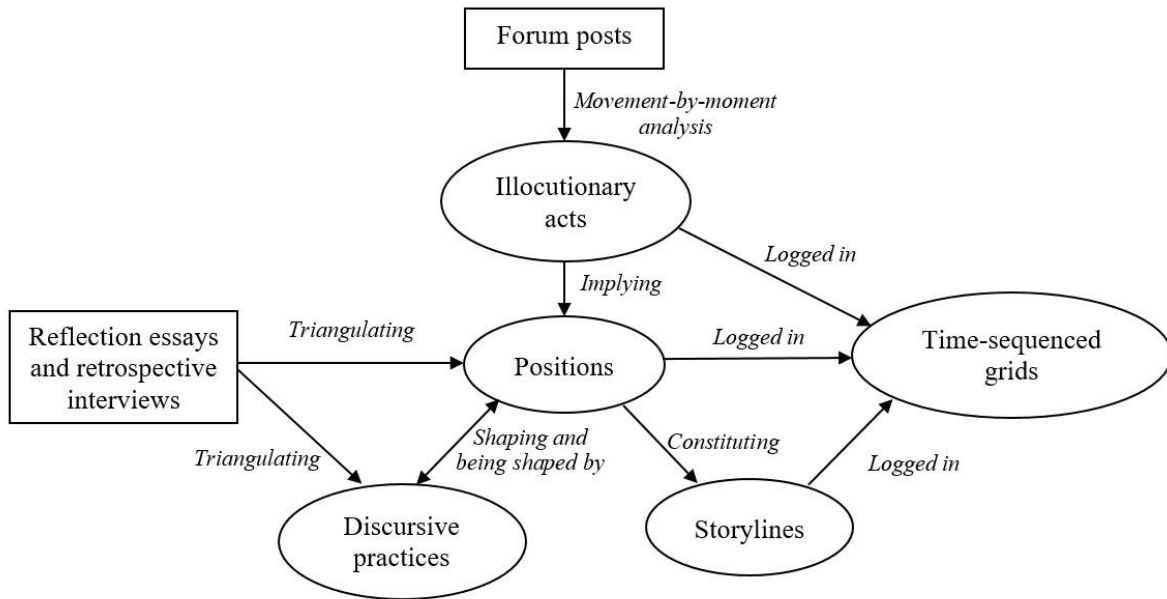 Forum posts
Movement-by-moment
analysis
Illocutionary
acts
Logged in
Implying
Reflection essays
and retrospective
interviews
Triangulating
Positions
Logged in
Time-sequenced
grids
Triangulating
Shaping and
being shaped by
Constituting
Logged in
Discursive
practices
Storylines